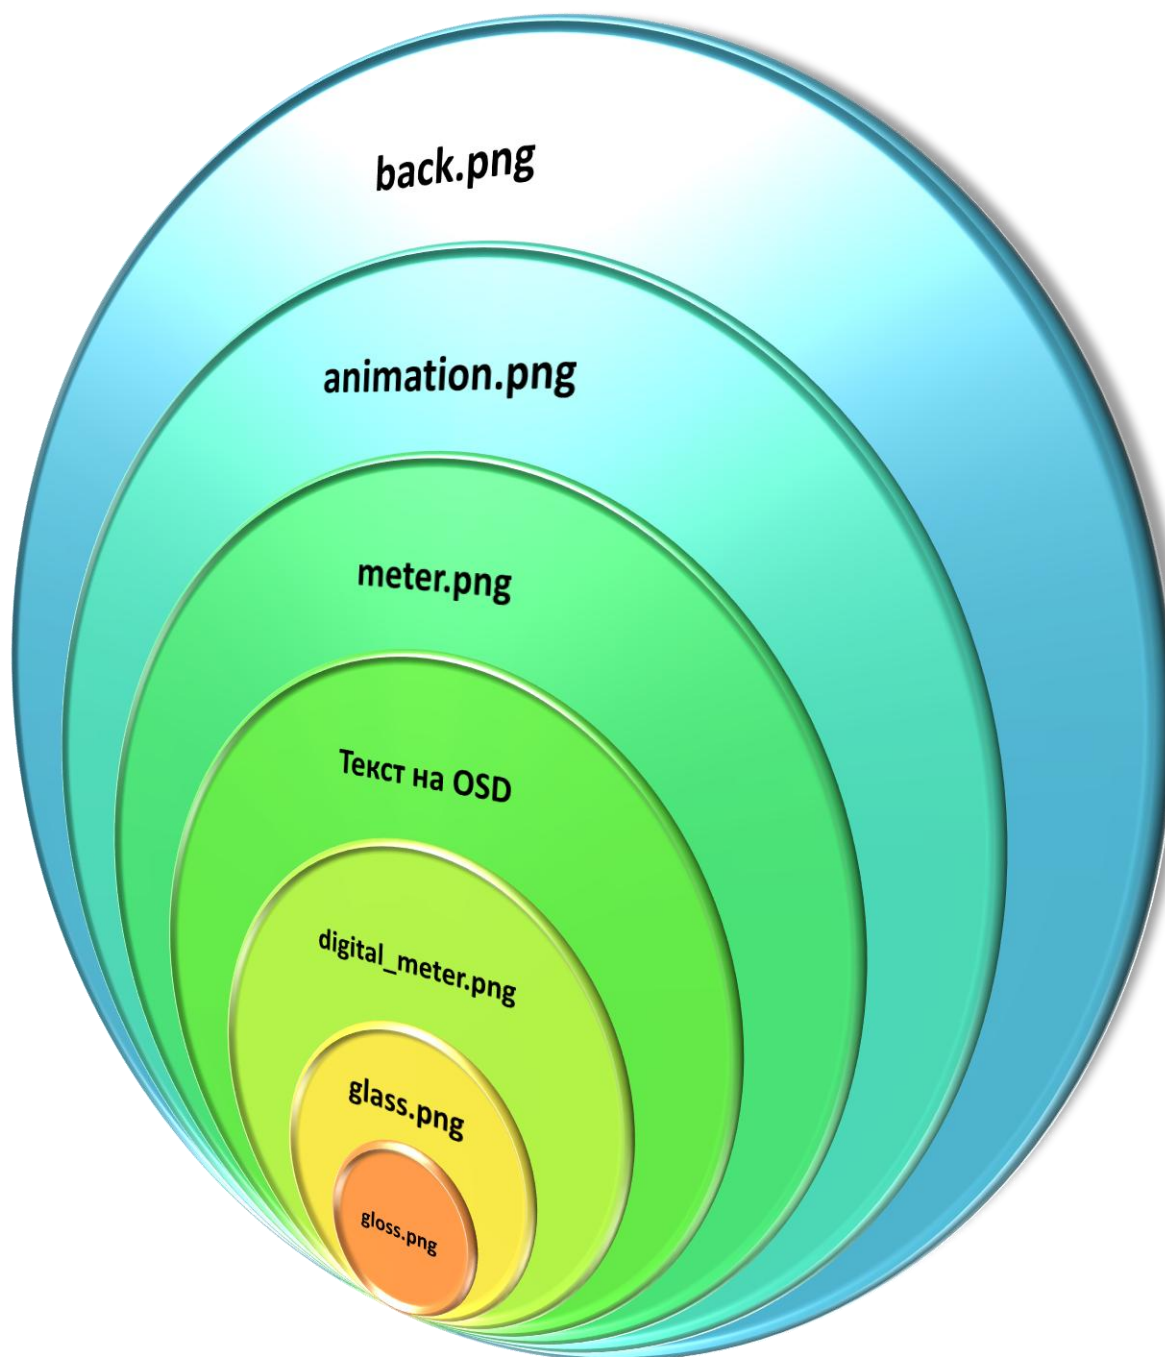 back.png
animation.png
meter.png
Текст на OSD
digital_meter.png
glass.png
gloss.png